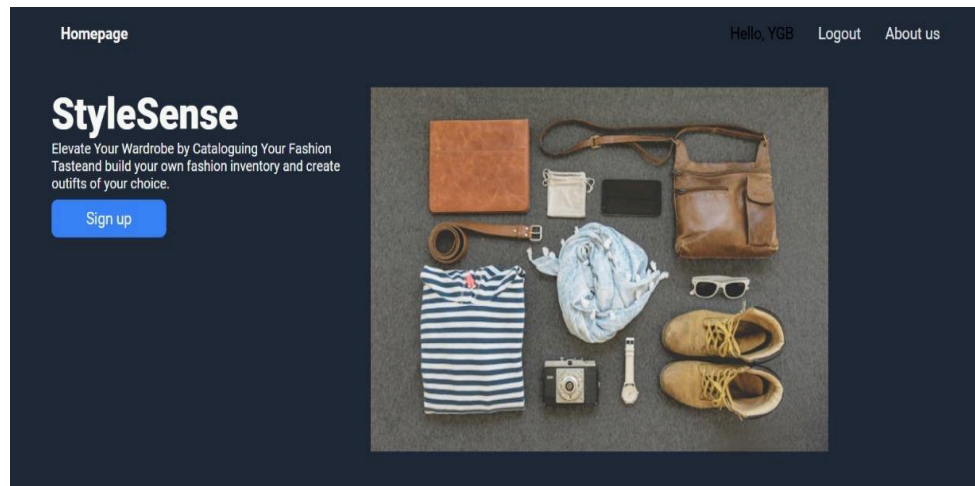 Homepage
Hello, YGB
Logout
About us
StyleSense
Elevate Your Wardrobe by Cataloguing Your Fashion
Tasteand build your own fashion inventory and create
outifts of your choice.
Sign up